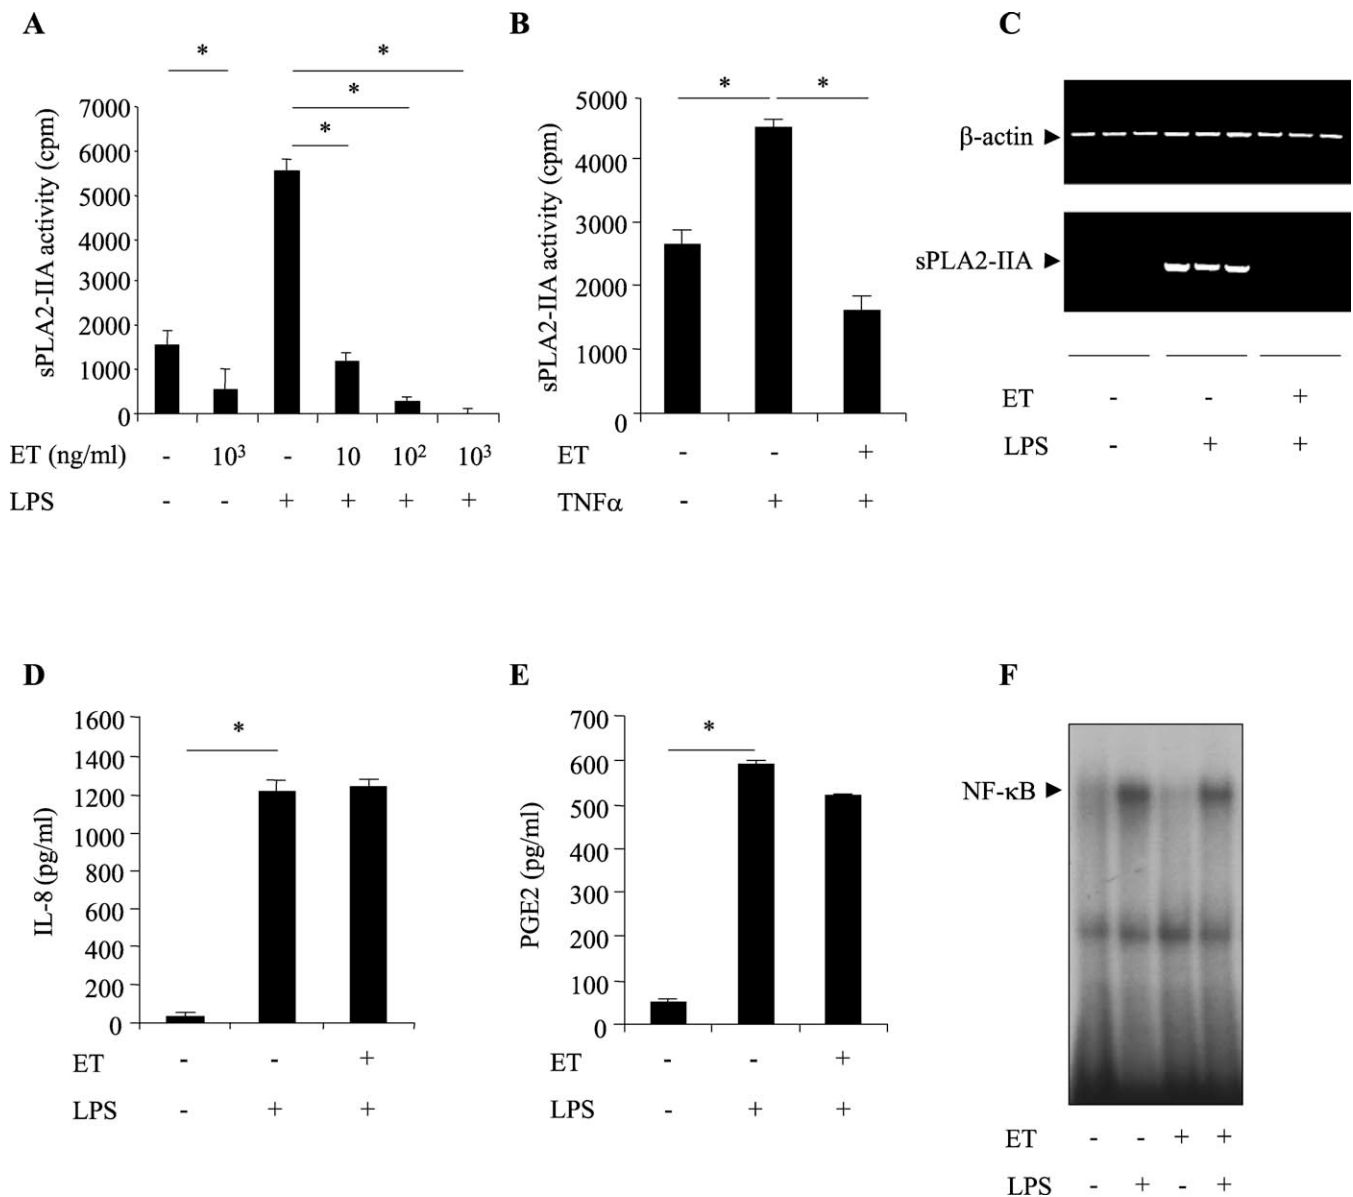 A
*
*
*
*
sPLA2-IIA activity (cpm)
7000
6000
5000
4000
3000
2000
1000
0
ET (ng/ml) - 10³ - 10 10² 10³
LPS - - + + + +
B
* *
sPLA2-IIA activity (cpm)
5000
4000
3000
2000
1000
0
ET - - +
TNFα - + +
C
β-actin
sPLA2-IIA
ET - - +
LPS - + +
D
*
IL-8 (pg/ml)
1600
1400
1200
1000
800
600
400
200
0
ET - - +
LPS - + +
E
*
PGE2 (pg/ml)
700
600
500
400
300
200
100
0
ET - - +
LPS - + +
F
NF-κB
ET - - + +
LPS - + - +